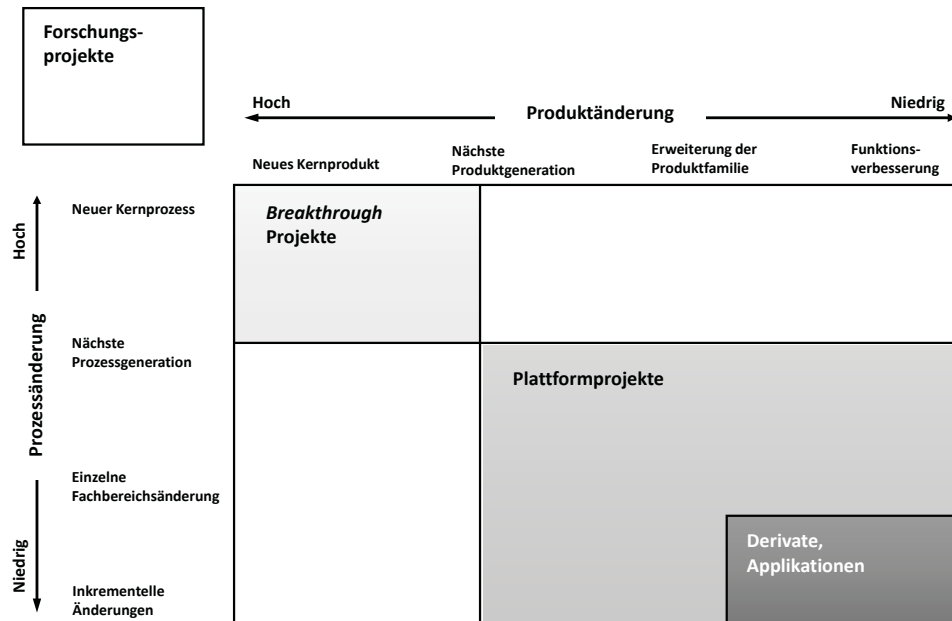 Forschungs-
projekte
Hoch
Produktänderung
Niedrig
Neues Kernprodukt
Nächste
Produktgeneration
Erweiterung der
Produktfamilie
Funktions-
verbesserung
Hoch
Prozessänderung
Niedrig
Neuer Kernprozess
Nächste
Prozessgeneration
Einzelne
Fachbereichsänderung
Inkrementelle
Änderungen
Breakthrough
Projekte
Plattformprojekte
Derivate,
Applikationen